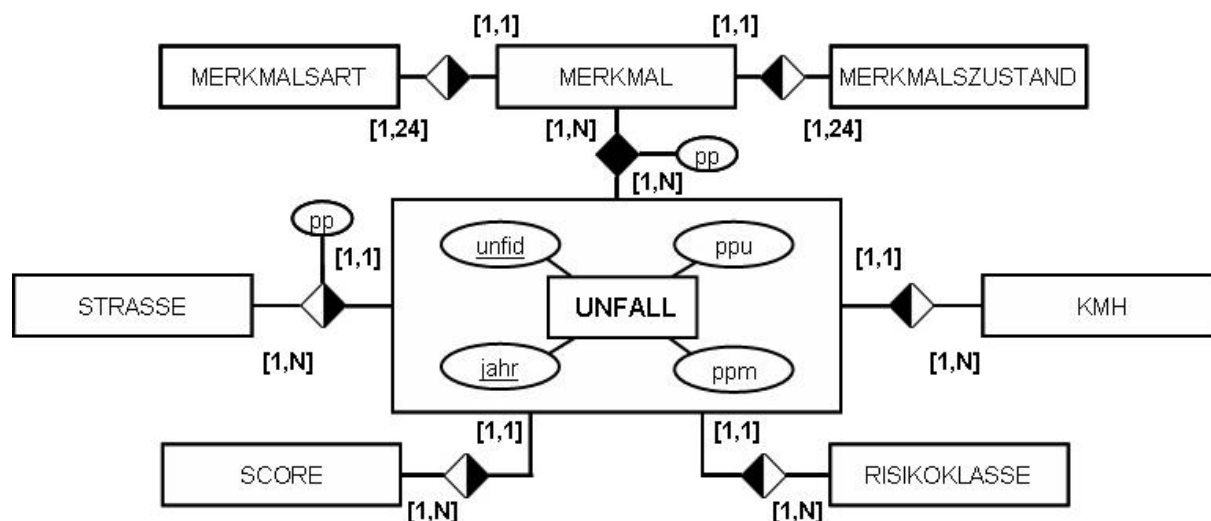 [1,1] [1,1]
MERKMALSART MERKMAL MERKMALSZUSTAND
[1,24] [1,N] [1,24]
pp
[1,N]
pp
unfid ppu
[1,1] [1,1]
STRASSE UNFALL KMH
[1,N] jahr ppm [1,N]
[1,1] [1,1]
SCORE RISIKOKLASSE
[1,N] [1,N]